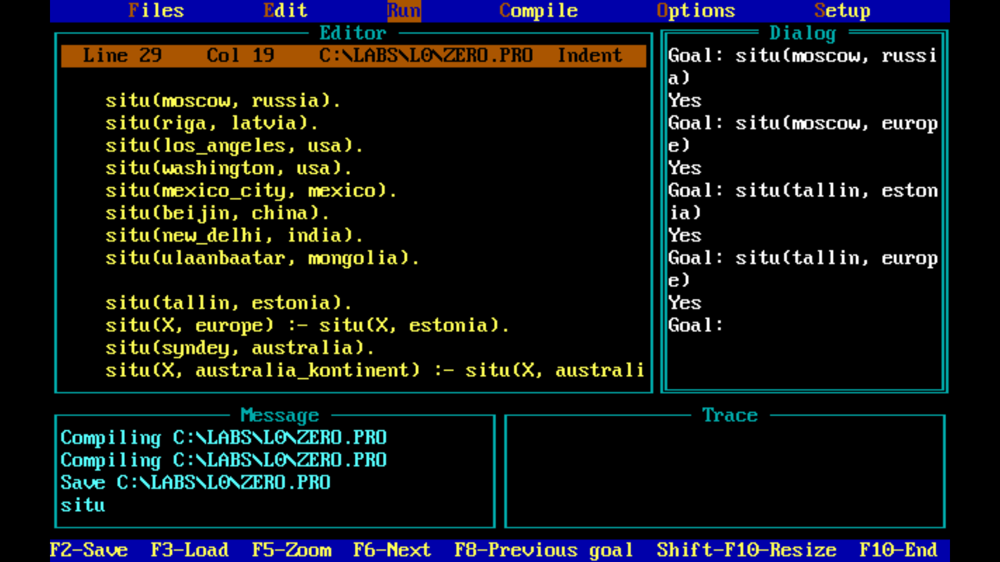 Files Edit Run Compile Options Setup
Editor
Line 29 Col 19 C:\LABS\L0\ZERO.PRO Indent
situ(moscow, russia).
situ(riga, latvia).
situ(los_angeles, usa).
situ(washington, usa).
situ(mexico_city, mexico).
situ(beijin, china).
situ(new_delhi, india).
situ(ulaanbaatar, mongolia).
situ(tallin, estonia).
situ(X, europe) :- situ(X, estonia).
situ(syndey, australia).
situ(X, australia_kontinent) :- situ(X, australi
Dialog
Goal: situ(moscow, russi
a)
Yes
Goal: situ(moscow, europ
e)
Yes
Goal: situ(tallin, eston
ia)
Yes
Goal: situ(tallin, europ
e)
Yes
Goal:
Message
Compiling C:\LABS\L0\ZERO.PRO
Compiling C:\LABS\L0\ZERO.PRO
Save C:\LABS\L0\ZERO.PRO
situ
Trace
F2-Save F3-Load F5-Zoom F6-Next F8-Previous goal Shift-F10-Resize F10-End